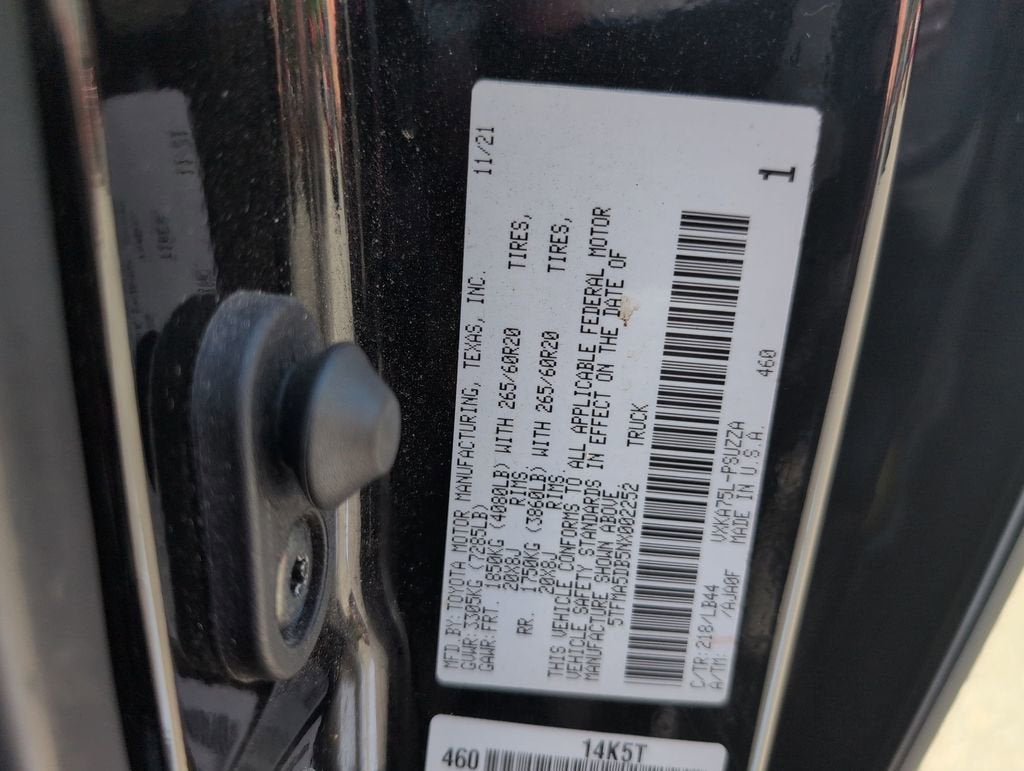 MFD.BY: TOYOTA MOTOR MANUFACTURING, TEXAS, INC. 11/21
GVWR: 3305KG (7285LB)
GAWR: FRT. 1850KG (4080LB) WITH 265/60R20 TIRES,
20X8J RIMS.
RR. 1750KG (3860LB) WITH 265/60R20 TIRES,
20X8J RIMS.
THIS VEHICLE CONFORMS TO ALL APPLICABLE FEDERAL MOTOR
VEHICLE SAFETY STANDARDS IN EFFECT ON THE DATE OF
MANUFACTURE SHOWN ABOVE.
5TFMA5DB5NX002252 TRUCK
C/TR: 218/LB44 VXKA75L-PSUZZA 460
A/TM: /AJA0F MADE IN U.S.A.
1
460 14K5T